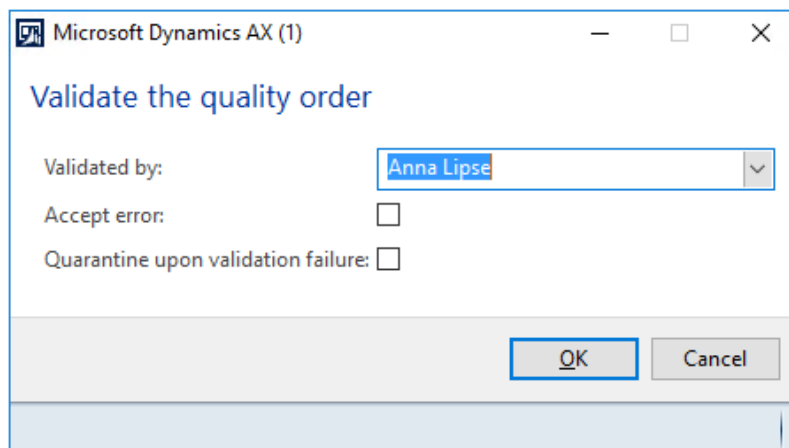 Microsoft Dynamics AX (1)
Validate the quality order
Validated by: Anna Lipse
Accept error:
Quarantine upon validation failure:
OK Cancel